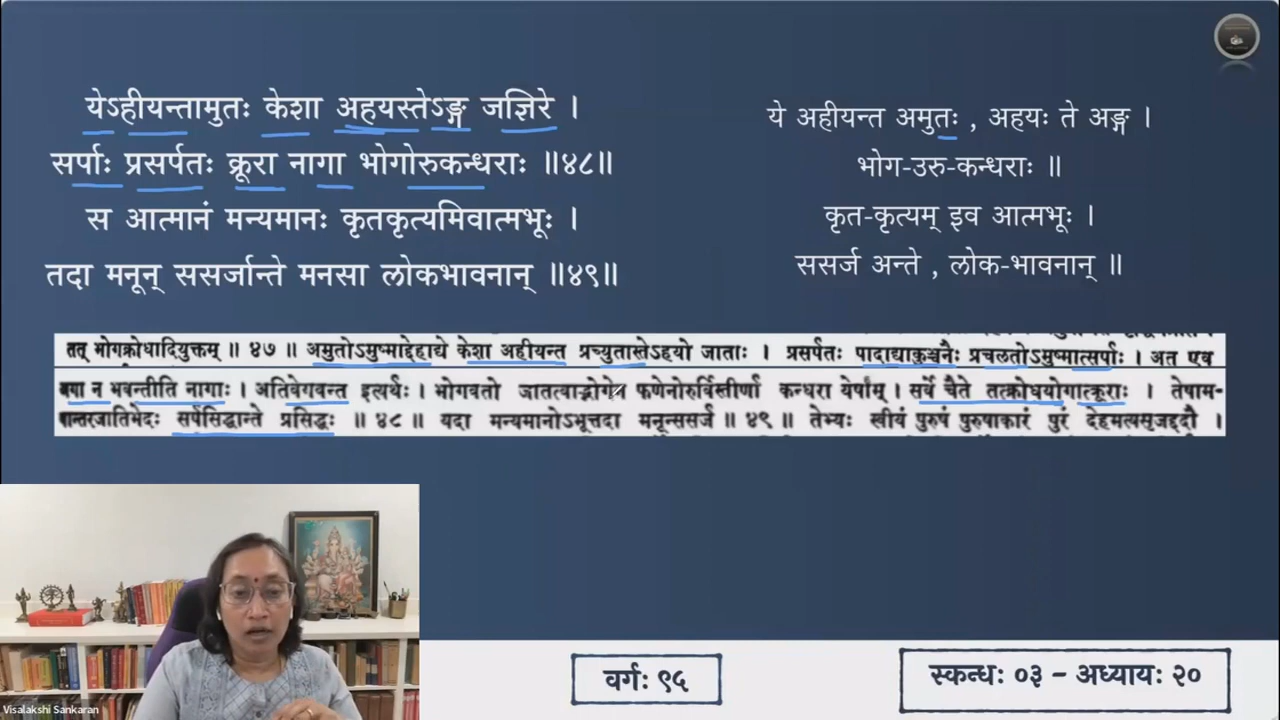 येऽहीयन्तामुतः केशा अहयस्तेऽङ्ग जज्ञिरे ।
सर्पाः प्रसर्पतः क्रूरा नागा भोगोरुकन्धराः ॥४८॥
स आत्मानं मन्यमानः कृतकृत्यमिवात्मभूः ।
तदा मनून् ससर्जान्ते मनसा लोकभावनान् ॥४९॥
ये अहीयन्त अमुतः , अहयः ते अङ्ग ।
भोग-उरु-कन्धराः ॥
कृत-कृत्यम् इव आत्मभूः ।
ससर्ज अन्ते , लोक-भावनान् ॥
तत् भोगक्रोधादियुक्तम् ॥ ४७ ॥ अमुतोऽमुष्माद्देहाद्ये केशा अहीयन्त प्रच्युतास्तेऽहयो जाताः । प्रसर्पतः पादाद्याकुञ्चनैः प्रचलतोऽमुष्मात्सर्पाः । अत एव
न भवन्तीति नागाः । अतिवेगवन्त इत्यर्थः । भोगवतो जातत्वाद्भोगेन फणेनोरुर्विस्तीर्णा कन्धरा येषाम् । सर्वे चैते तत्क्रोधयोगात्क्रूराः । तेषाम-
वान्तरजातिभेदः सर्पसिद्धान्ते प्रसिद्धः ॥ ४८ ॥ यदा मन्यमानोऽभूत्तदा मनून्ससर्ज ॥ ४९ ॥ तेभ्यः स्वीयं पुरुषं पुरुषाकारं पुरं देहमत्यसृजद्ददौ ।
Visalakshi Sankaran
वर्गः ९५
स्कन्धः ०३ – अध्यायः २०